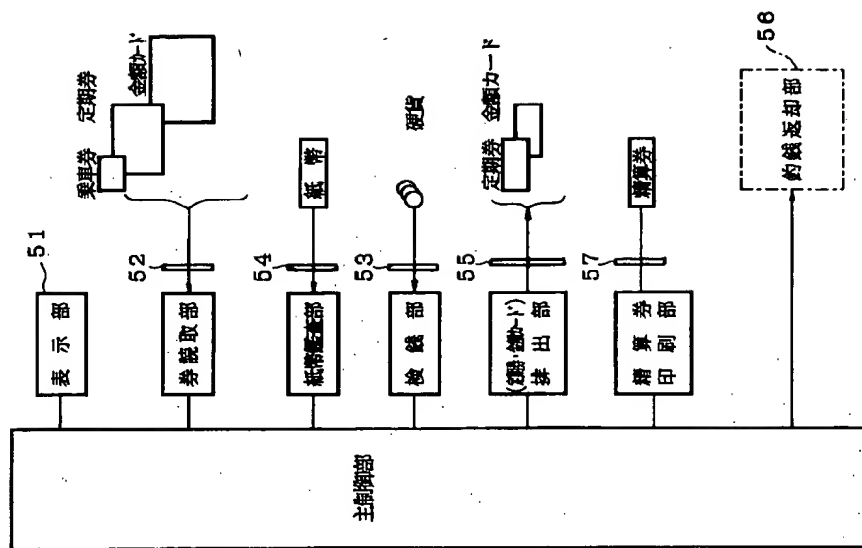 51
表示部
乗車券
定期券
金額カード
52
券読取部
54
紙幣鑑査部
紙幣
53
検銭部
硬貨
55
(定期券・金額カード)
排出部
定期券
金額カード
57
精算券
印刷部
精算券
56
釣銭返却部
主制御部